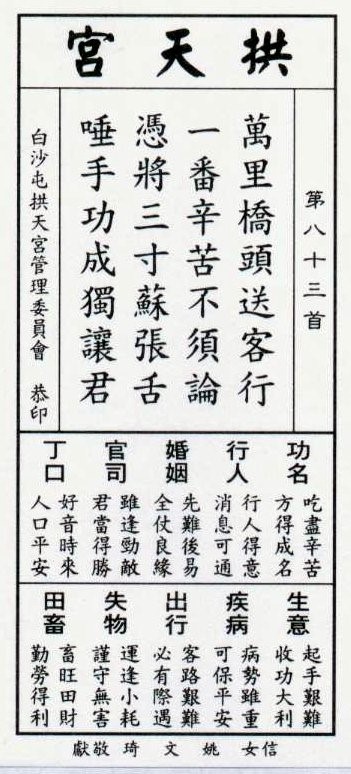 拱天宮
第八十三首
萬里橋頭送客行
一番辛苦不須論
憑將三寸蘇張舌
唾手功成獨讓君
白沙屯拱天宮管理委員會 恭印
功名
吃盡辛苦
方得成名
行人
行人得意
消息可通
婚姻
先難後易
全仗良緣
官司
雖逢勁敵
君當得勝
丁口
好音時來
人口平安
生意
起手艱難
收功大利
疾病
病勢雖重
可保平安
出行
客路艱難
必有際遇
失物
運逢小耗
謹守無害
田畜
畜旺田財
勤勞得利
信女 姚文琦 敬獻